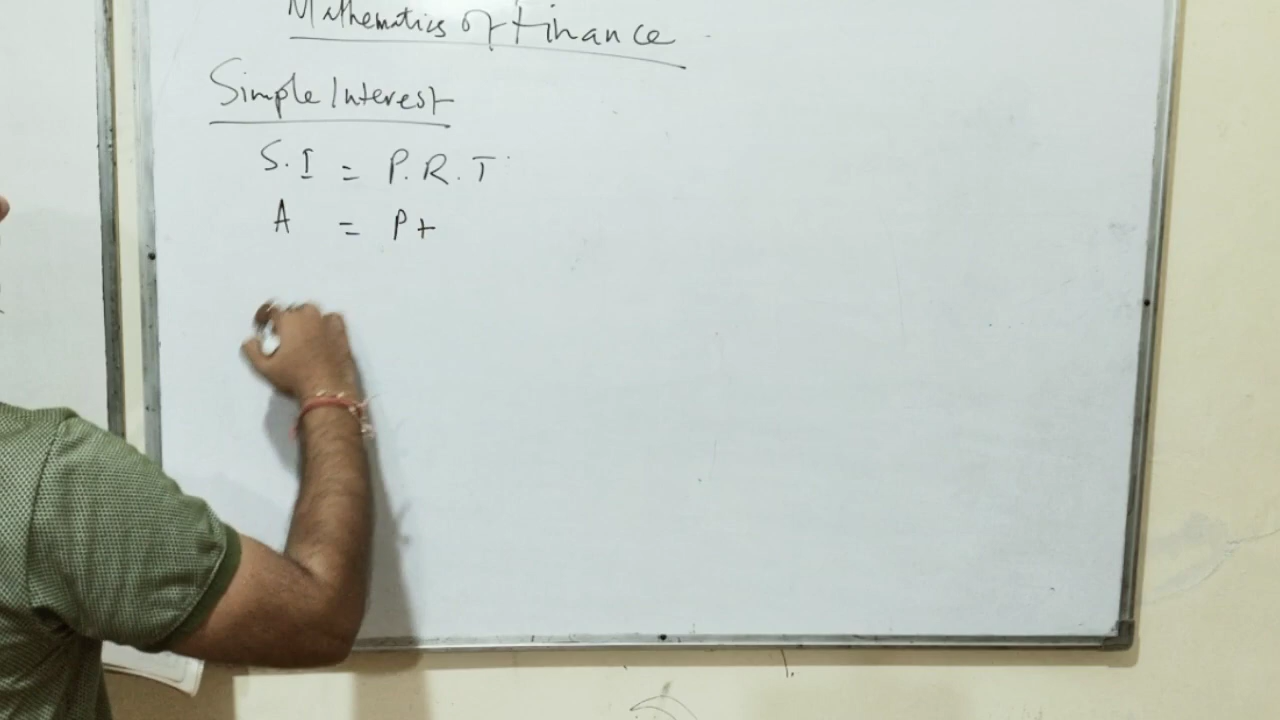 Mathematics of Finance
Simple Interest
S.I = P.R.T
A = P+